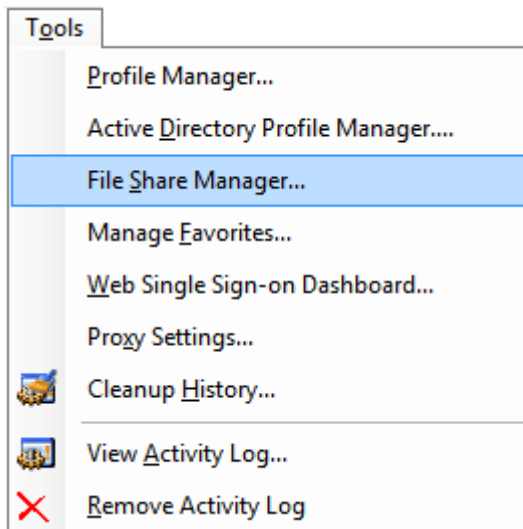 Tools
Profile Manager...
Active Directory Profile Manager....
File Share Manager...
Manage Favorites...
Web Single Sign-on Dashboard...
Proxy Settings...
Cleanup History...
View Activity Log...
Remove Activity Log